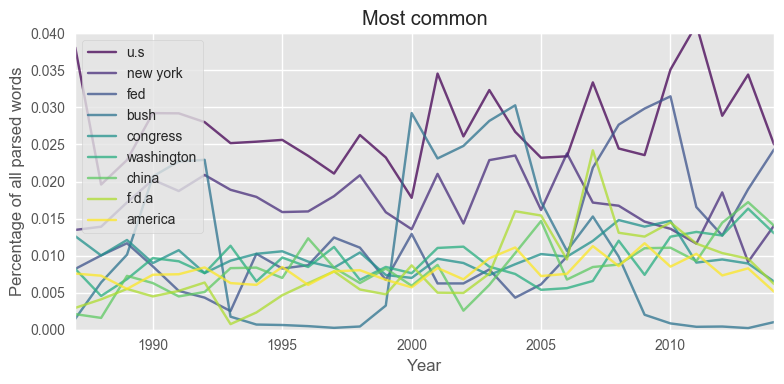 Most common
Percentage of all parsed words
0.040
0.035
0.030
0.025
0.020
0.015
0.010
0.005
0.000
u.s
new york
fed
bush
congress
washington
china
f.d.a
america
1990
1995
2000
2005
2010
Year